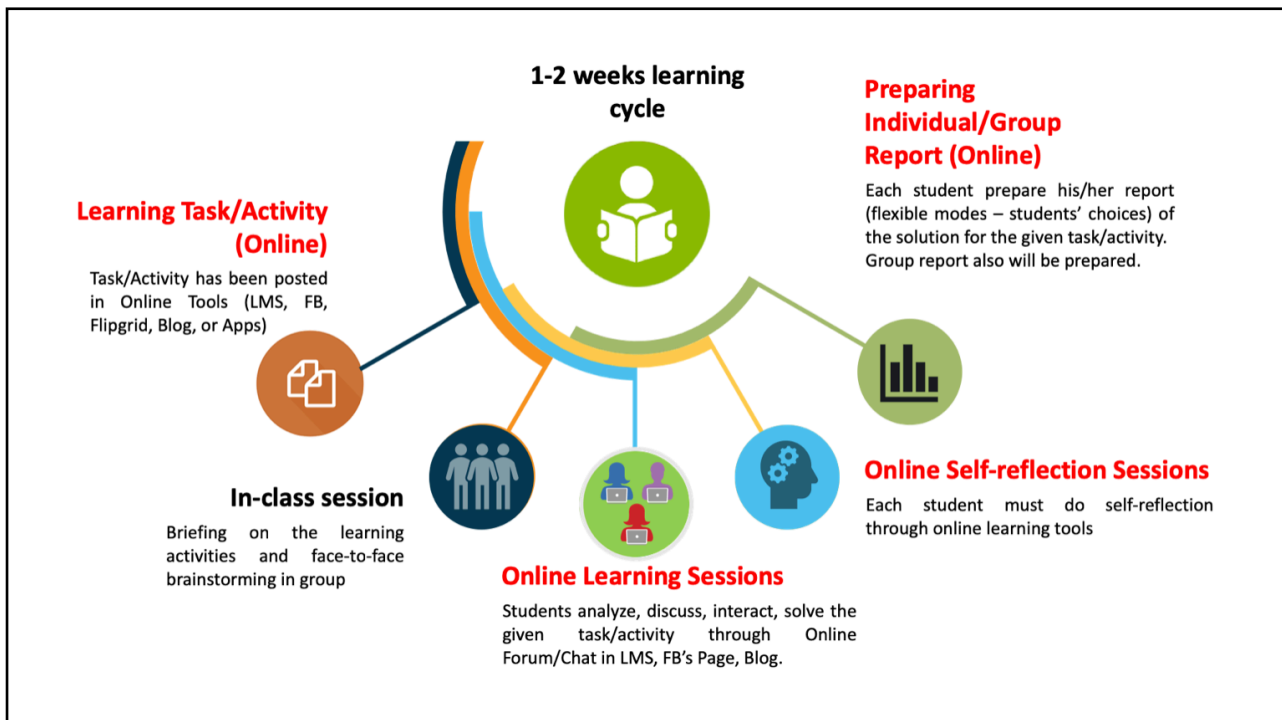 1-2 weeks learning
cycle
Learning Task/Activity
(Online)
Task/Activity has been posted
in Online Tools (LMS, FB,
Flipgrid, Blog, or Apps)
In-class session
Briefing on the learning
activities and face-to-face
brainstorming in group
Online Learning Sessions
Students analyze, discuss, interact, solve the
given task/activity through Online
Forum/Chat in LMS, FB's Page, Blog.
Online Self-reflection Sessions
Each student must do self-reflection
through online learning tools
Preparing
Individual/Group
Report (Online)
Each student prepare his/her report
(flexible modes – students' choices) of
the solution for the given task/activity.
Group report also will be prepared.